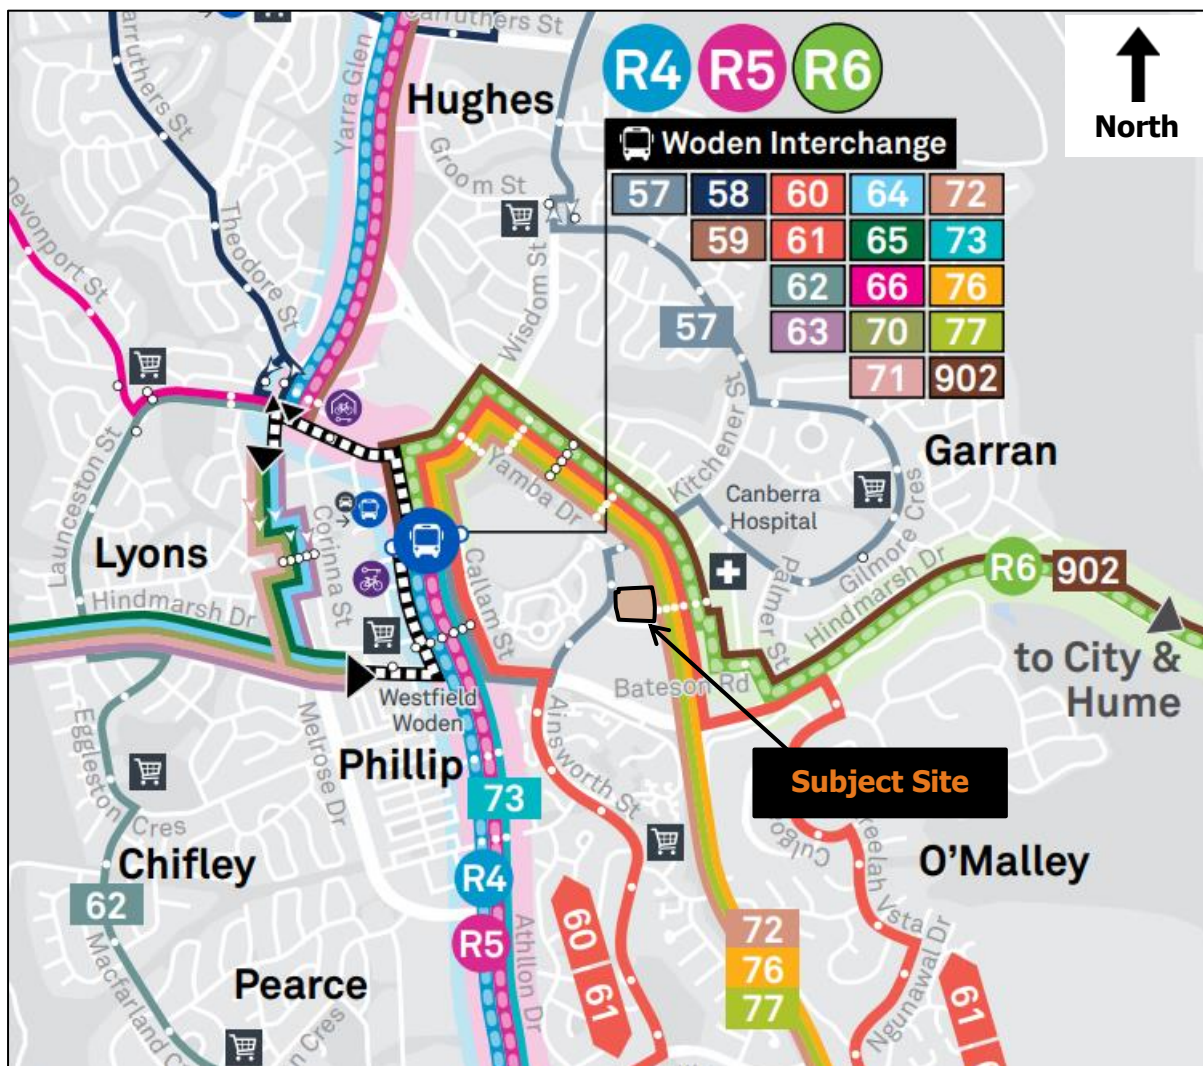 Carruthers St
Carruthers St
Yarra Glen
Hughes
R4 R5 R6
North
Woden Interchange
57 58 60 64 72
59 61 65 73
62 66 76
63 70 77
71 902
Groom St
Devonport St
Theodore St
Wisdom St
57
Kitchener St
Garran
Launceston St
Yamba Dr
Canberra
Hospital
Gilmore Cres
Lyons
Corinna St
Callam St
Palmer St
Hindmarsh Dr
R6 902
Hindmarsh Dr
to City &
Hume
Bateson Rd
Westfield
Woden
Eggleston Cres
Melrose Dr
Phillip
Ainsworth St
Subject Site
73
Culgoa
Chifley
O'Malley
R4
62
Vsta
72
60 61
76
R5
Athllon Dr
77
Ngunawal Dr
Macfarland C
Pearce
61
n Cres